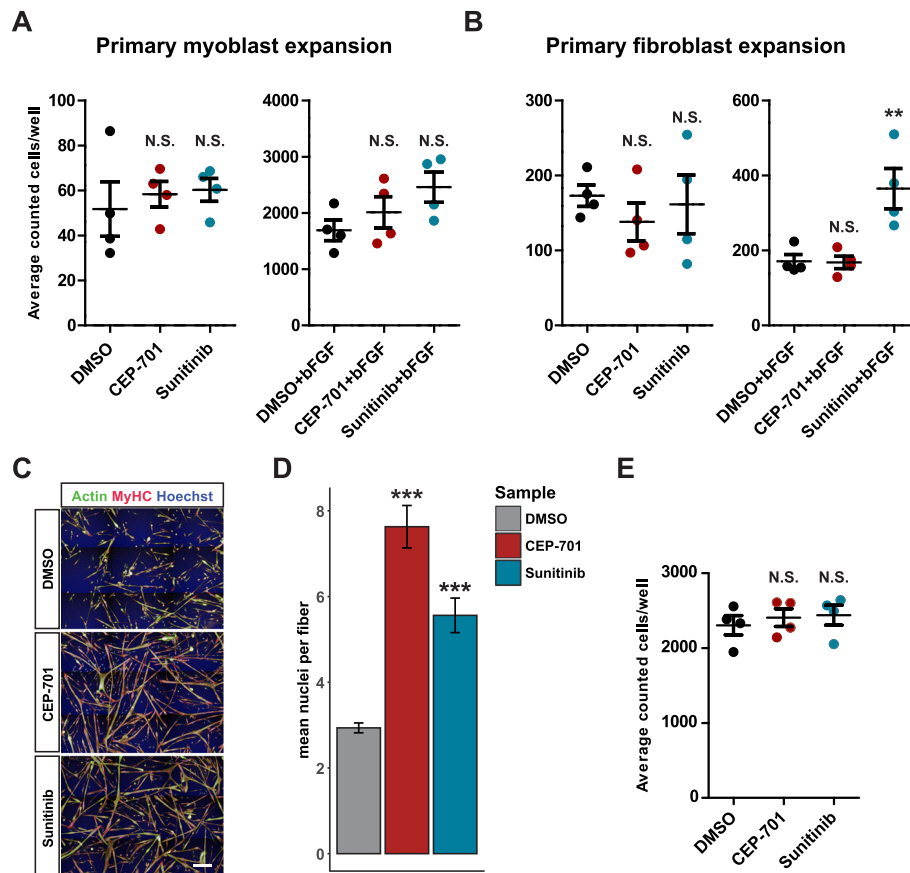 A
Primary myoblast expansion
Average counted cells/well
100
80
60
40
20
0
N.S.
N.S.
DMSO
CEP-701
Sunitinib
4000
3000
2000
1000
0
N.S.
N.S.
DMSO+bFGF
CEP-701+bFGF
Sunitinib+bFGF
B
Primary fibroblast expansion
300
200
100
0
N.S.
N.S.
DMSO
CEP-701
Sunitinib
600
400
200
0
N.S.
**
DMSO+bFGF
CEP-701+bFGF
Sunitinib+bFGF
C
Actin MyHC Hoechst
DMSO
CEP-701
Sunitinib
D
mean nuclei per fiber
8
6
4
2
0
***
***
Sample
DMSO
CEP-701
Sunitinib
E
Average counted cells/well
3000
2000
1000
0
N.S.
N.S.
DMSO
CEP-701
Sunitinib